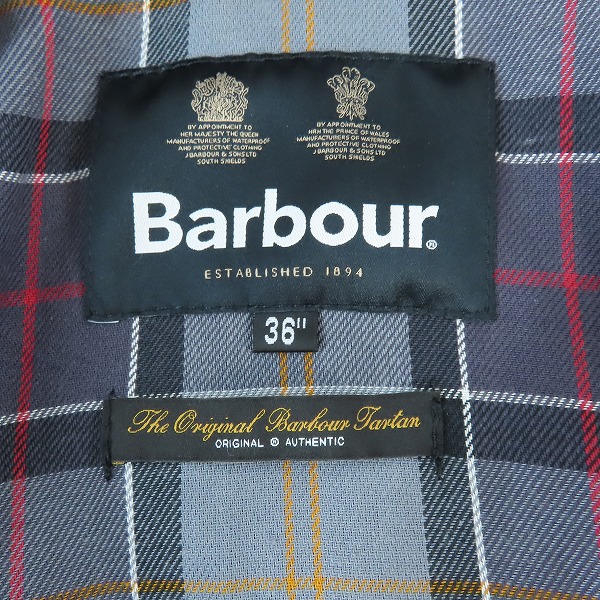 BY APPOINTMENT TO
HER MAJESTY THE QUEEN
MANUFACTURERS OF WATERPROOF
AND PROTECTIVE CLOTHING
J BARBOUR & SONS LTD
SOUTH SHIELDS
BY APPOINTMENT TO
HRH THE PRINCE OF WALES
MANUFACTURERS OF WATERPROOF
AND PROTECTIVE CLOTHING
J BARBOUR & SONS LTD
SOUTH SHIELDS
Barbour®
ESTABLISHED 1894
36"
The Original Barbour Tartan
ORIGINAL ® AUTHENTIC